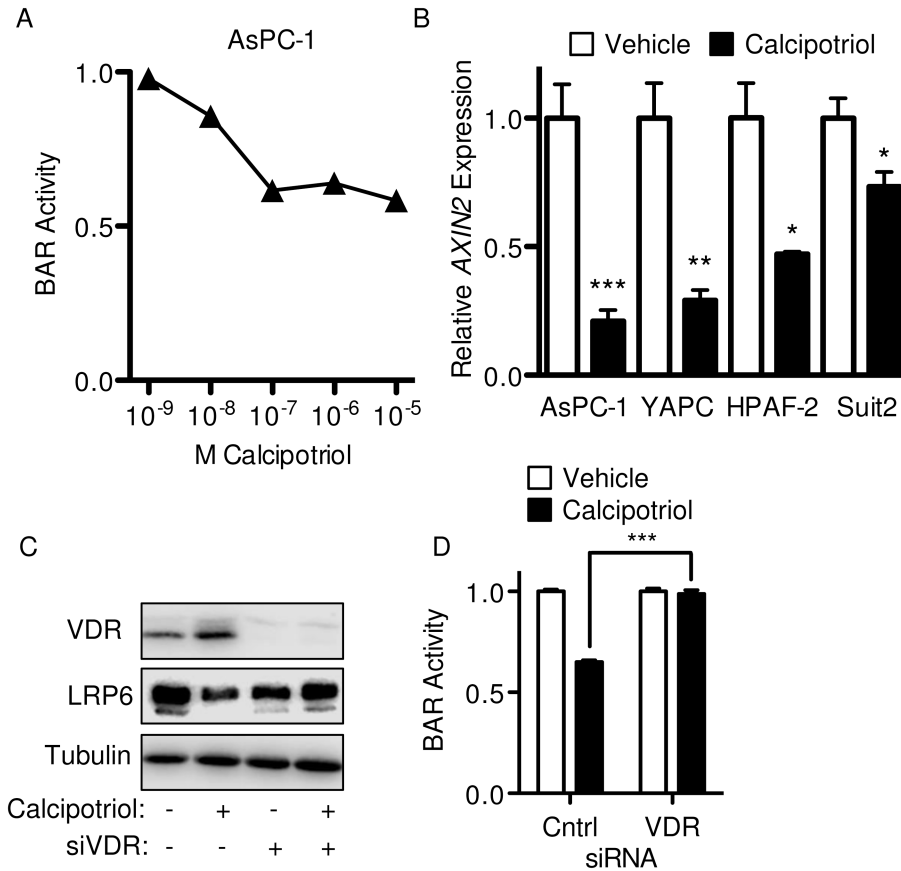 A
AsPC-1
1.0
0.5
0.0
BAR Activity
10-9 10-8 10-7 10-6 10-5
M Calcipotriol
B
Vehicle Calcipotriol
Relative AXIN2 Expression
1.0
0.5
0.0
***
**
*
*
AsPC-1 YAPC HPAF-2 Suit2
C
VDR
LRP6
Tubulin
Calcipotriol: - + - +
siVDR: - - + +
D
Vehicle
Calcipotriol
***
BAR Activity
1.0
0.5
0.0
Cntrl VDR
siRNA